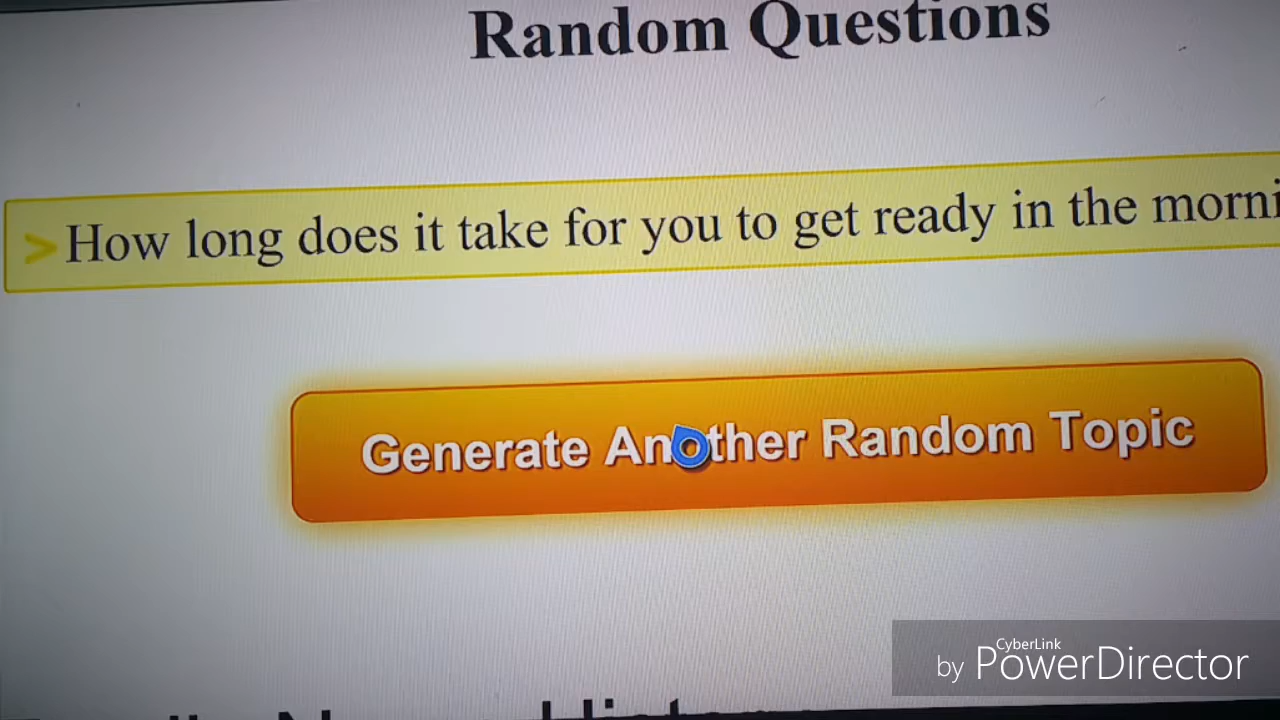 Random Questions
> How long does it take for you to get ready in the morni
Generate Another Random Topic
CyberLink
by PowerDirector